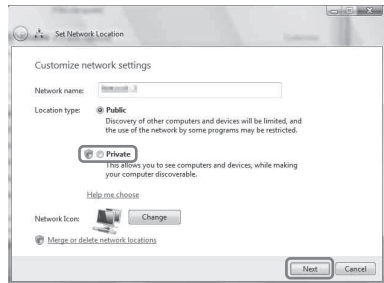 Set Network Location
Customize network settings
Network name:
Location type: Public
Discovery of other computers and devices will be limited, and
the use of the network by some programs may be restricted.
Private
This allows you to see computers and devices, while making
your computer discoverable.
Help me choose
Network Icon: Change
Merge or delete network locations
Next Cancel